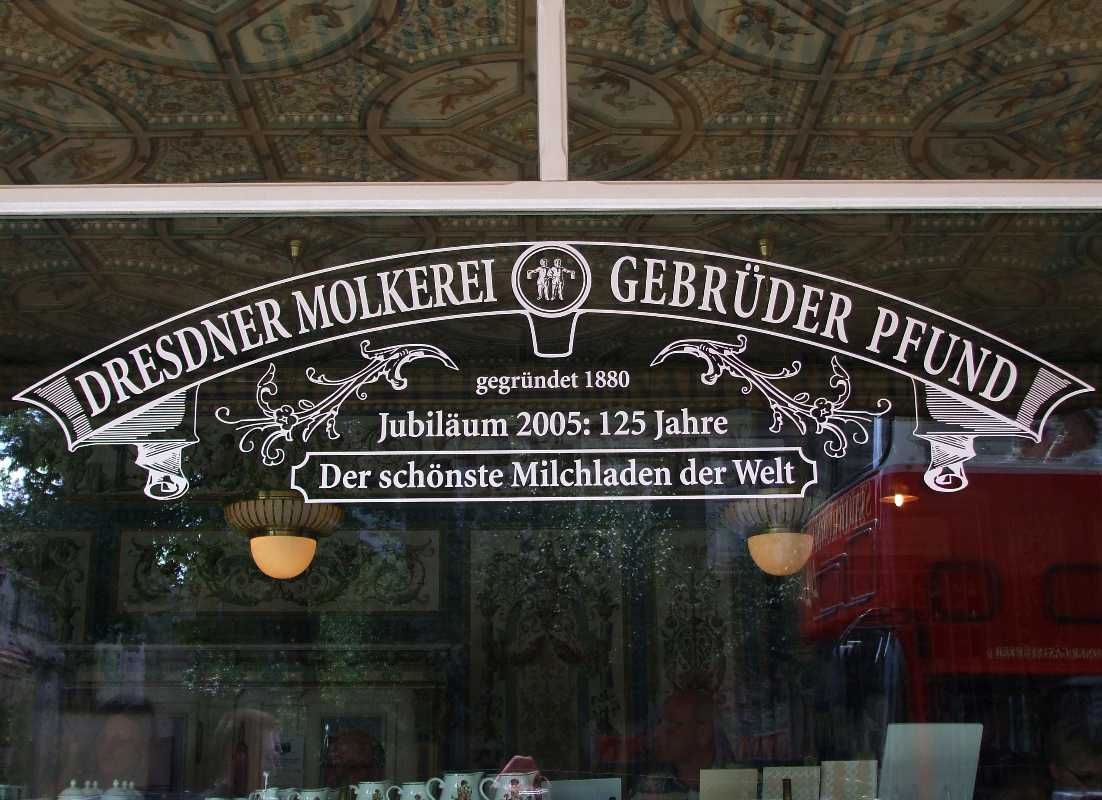 DRESDNER MOLKEREI GEBRÜDER PFUND
gegründet 1880
Jubiläum 2005: 125 Jahre
Der schönste Milchladen der Welt